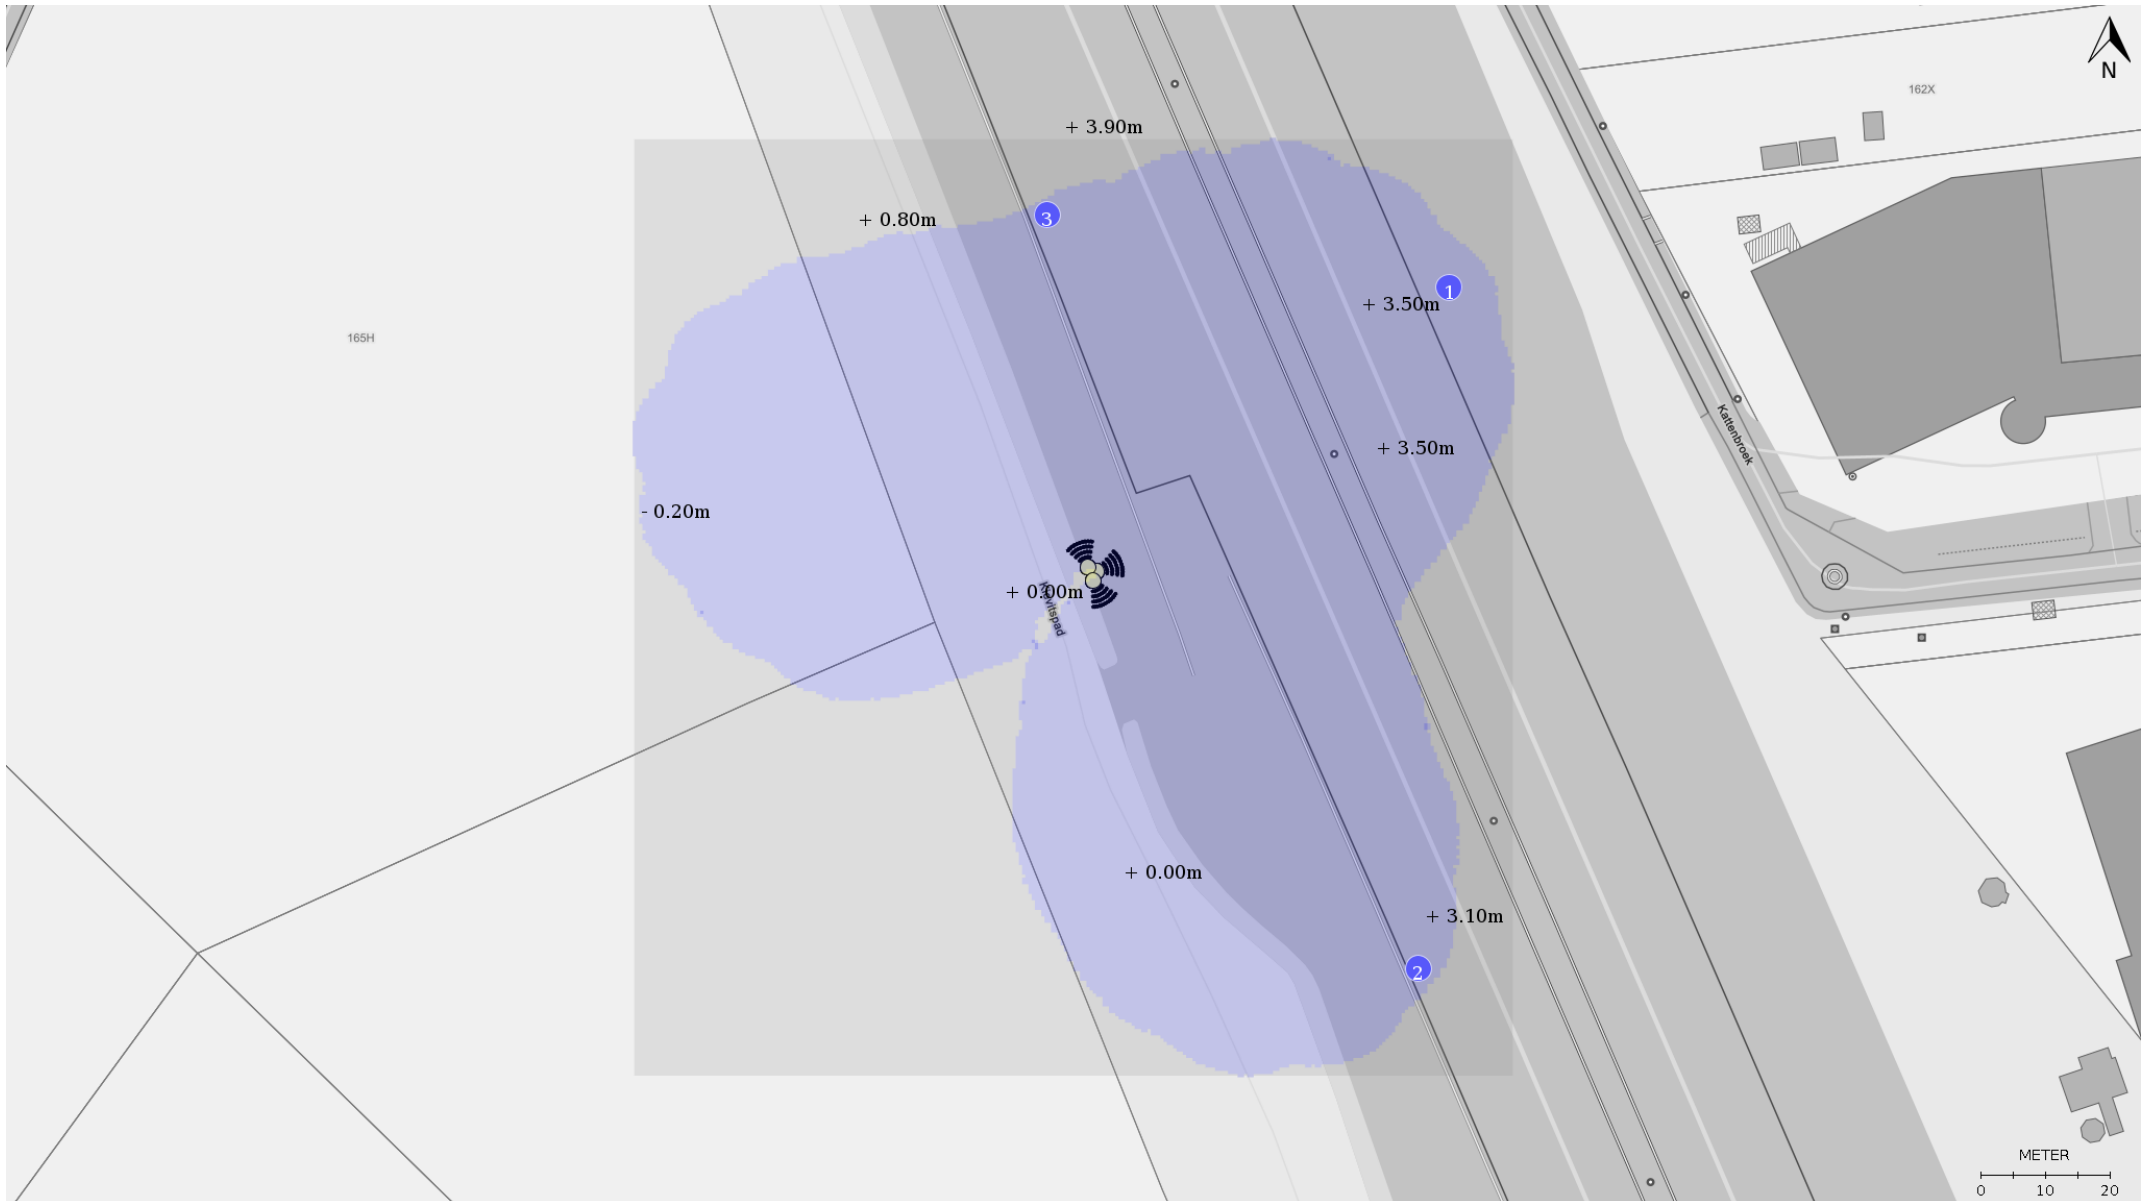 N
162X
+ 3.90m
3
+ 0.80m
1
+ 3.50m
165H
Kattenbroek
+ 3.50m
- 0.20m
+ 0.00m
Kievitspad
+ 0.00m
+ 3.10m
2
METER
0 10 20